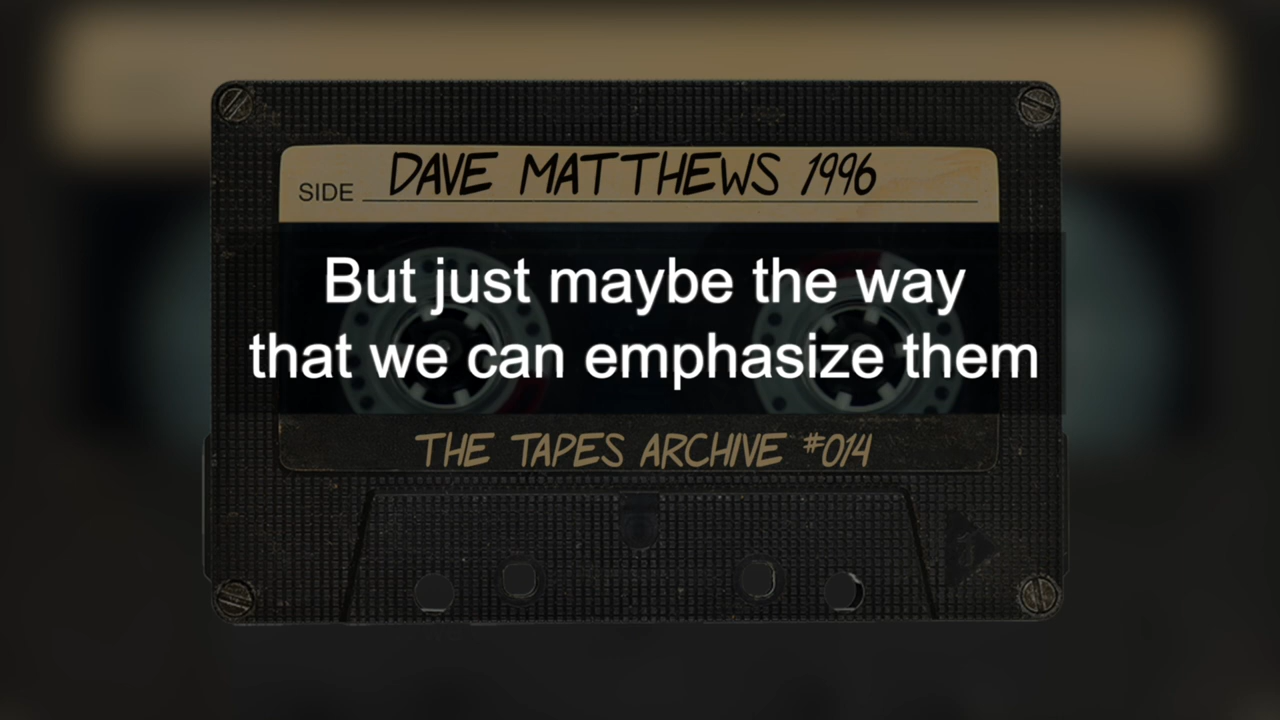 DAVE MATTHEWS 1996
SIDE
But just maybe the way
that we can emphasize them
THE TAPES ARCHIVE #014